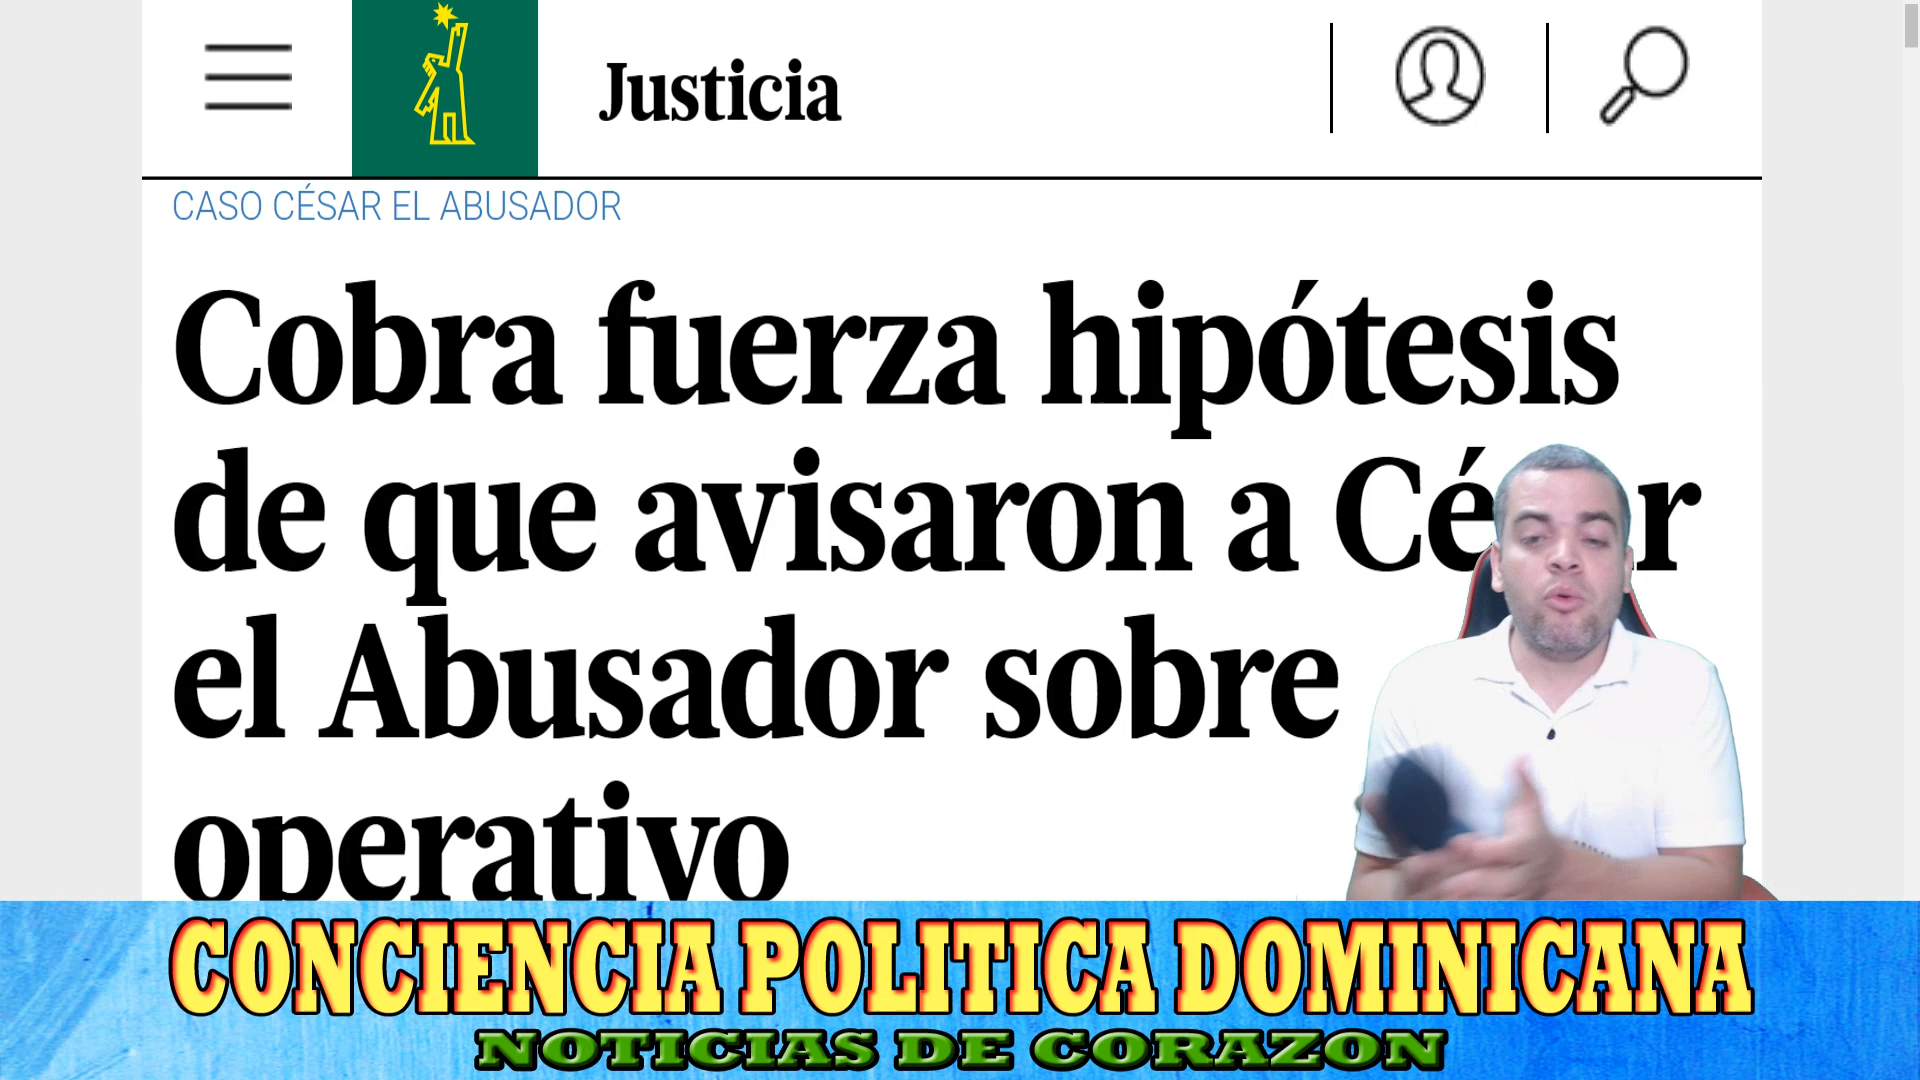 Justicia
CASO CÉSAR EL ABUSADOR
Cobra fuerza hipótesis
de que avisaron a César
el Abusador sobre
operativo
CONCIENCIA POLITICA DOMINICANA
NOTICIAS DE CORAZON